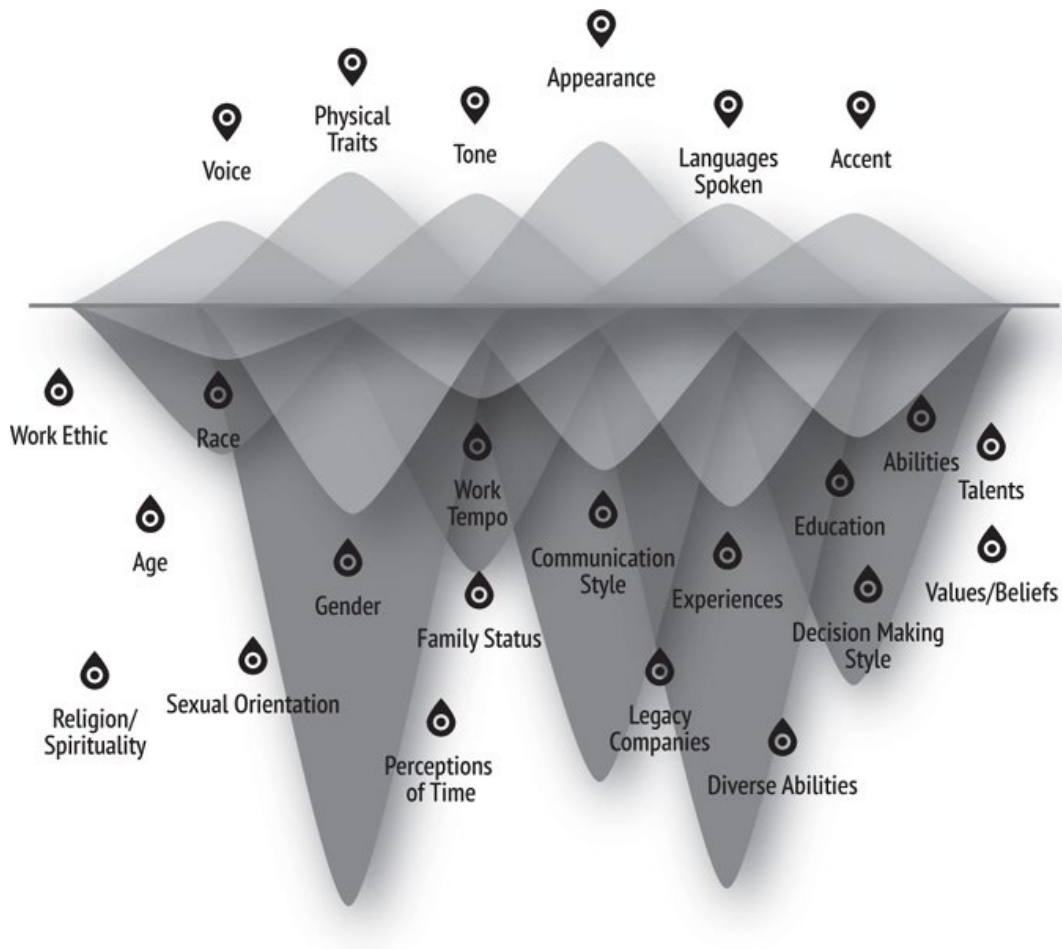 Appearance
Physical
Traits
Tone
Languages
Spoken
Accent
Voice
Work Ethic
Race
Abilities
Talents
Work
Tempo
Education
Age
Communication
Style
Gender
Experiences
Values/Beliefs
Family Status
Decision Making
Style
Religion/
Spirituality
Sexual Orientation
Legacy
Companies
Perceptions
of Time
Diverse Abilities